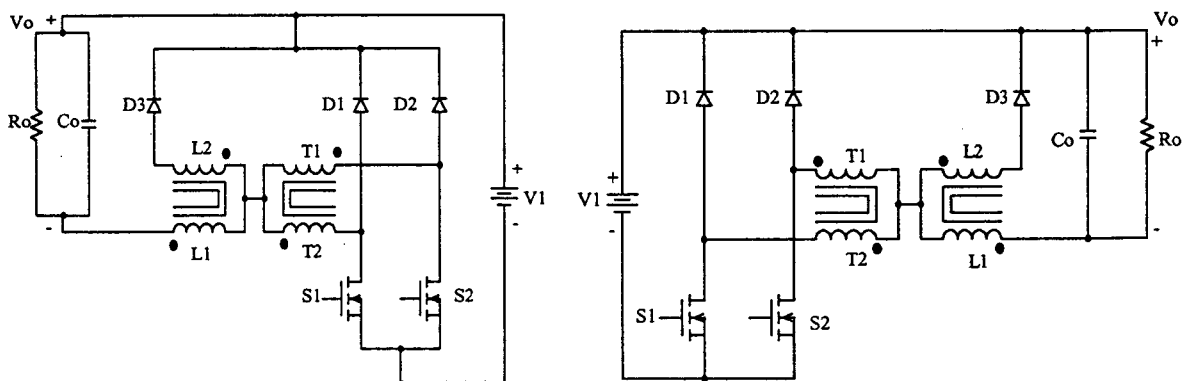 Vo +
D3
D1
D2
Ro
Co
L2
T1
+
V1
-
-
L1
T2
S1
S2
Vo
+
D1
D2
D3
Co
Ro
T1
L2
+
V1
-
-
T2
L1
S1
S2